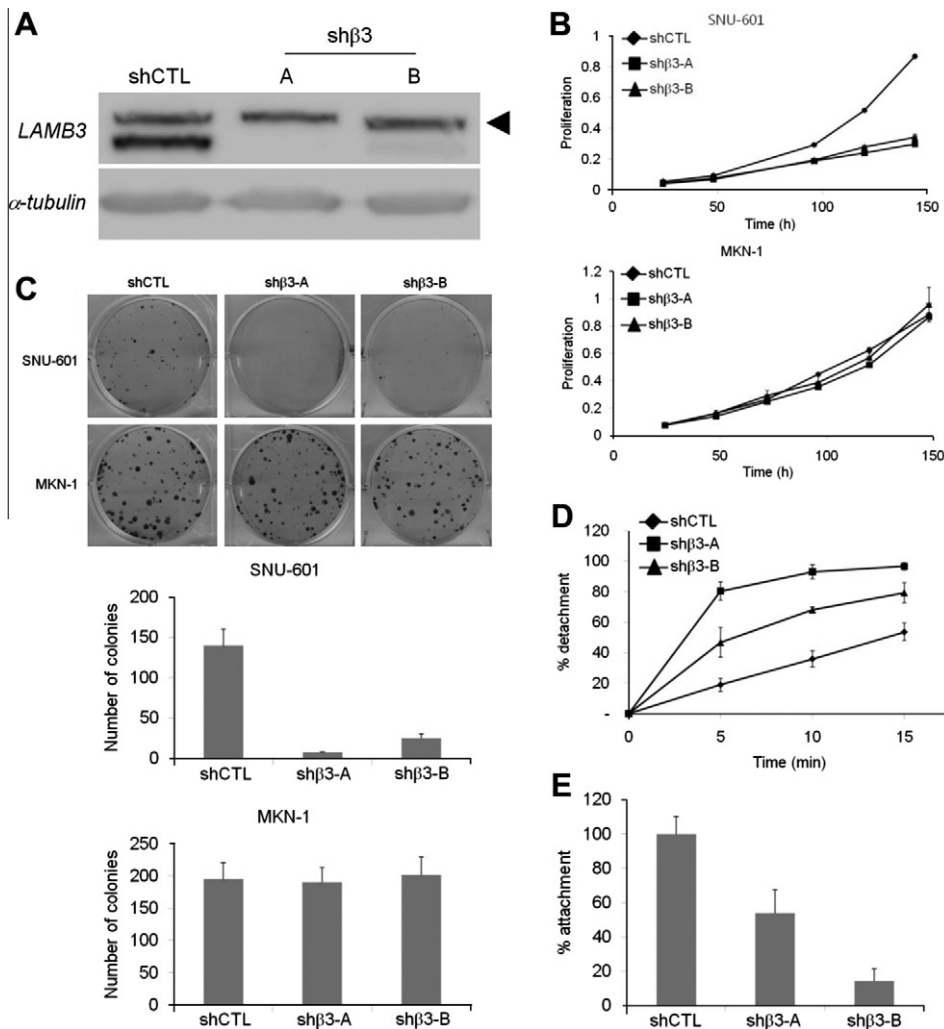 A
shβ3
shCTL
A
B
LAMB3
α-tubulin
B
SNU-601
shCTL
shβ3-A
shβ3-B
Proliferation
1
0.8
0.6
0.4
0.2
0
0
50
100
150
Time (h)
MKN-1
shCTL
shβ3-A
shβ3-B
Proliferation
1.2
1
0.8
0.6
0.4
0.2
0
0
50
100
150
Time (h)
C
shCTL
shβ3-A
shβ3-B
SNU-601
MKN-1
SNU-601
Number of colonies
200
150
100
50
0
shCTL
shβ3-A
shβ3-B
MKN-1
Number of colonies
250
200
150
100
50
0
shCTL
shβ3-A
shβ3-B
D
shCTL
shβ3-A
shβ3-B
% detachment
120
100
80
60
40
20
-
0
5
10
15
Time (min)
E
% attachment
120
100
80
60
40
20
0
shCTL
shβ3-A
shβ3-B